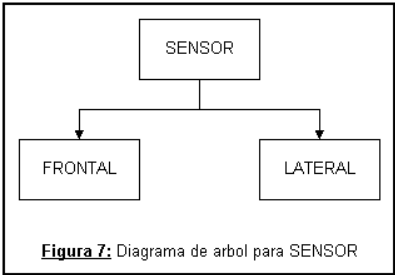 SENSOR
FRONTAL
LATERAL
Figura 7: Diagrama de arbol para SENSOR